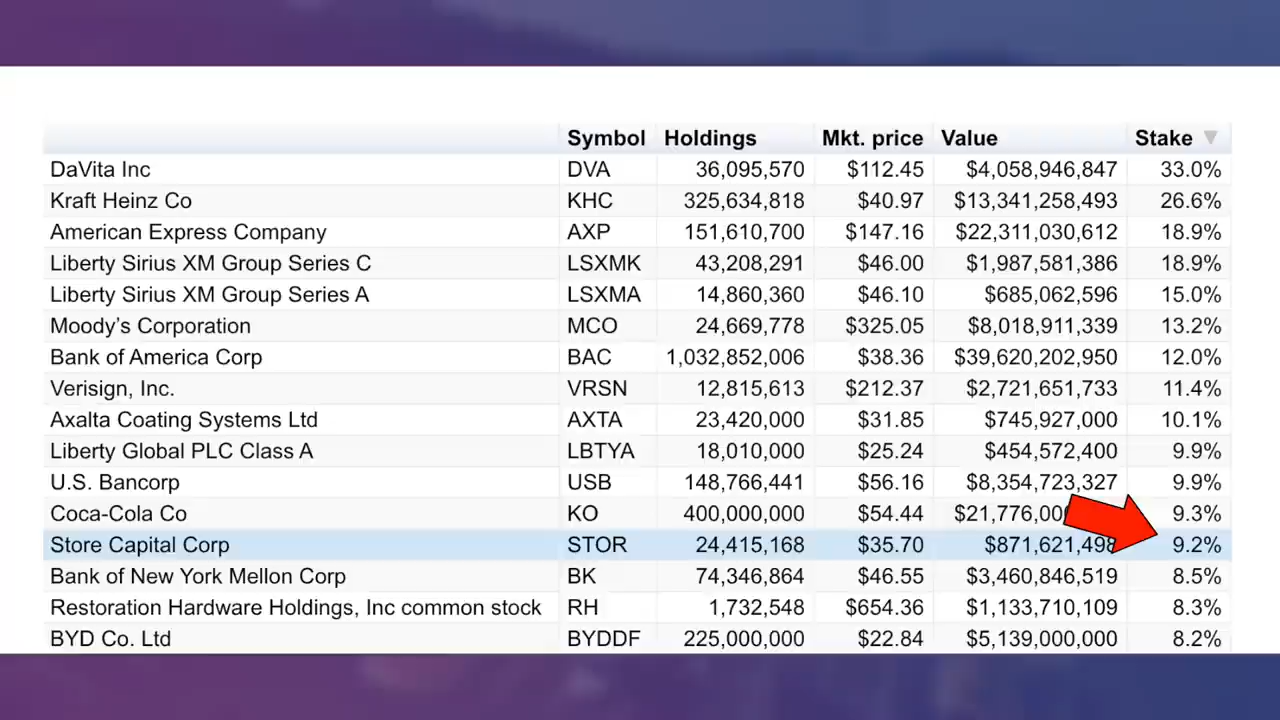 Symbol Holdings Mkt. price Value Stake
DaVita Inc DVA 36,095,570 $112.45 $4,058,946,847 33.0%
Kraft Heinz Co KHC 325,634,818 $40.97 $13,341,258,493 26.6%
American Express Company AXP 151,610,700 $147.16 $22,311,030,612 18.9%
Liberty Sirius XM Group Series C LSXMK 43,208,291 $46.00 $1,987,581,386 18.9%
Liberty Sirius XM Group Series A LSXMA 14,860,360 $46.10 $685,062,596 15.0%
Moody's Corporation MCO 24,669,778 $325.05 $8,018,911,339 13.2%
Bank of America Corp BAC 1,032,852,006 $38.36 $39,620,202,950 12.0%
Verisign, Inc. VRSN 12,815,613 $212.37 $2,721,651,733 11.4%
Axalta Coating Systems Ltd AXTA 23,420,000 $31.85 $745,927,000 10.1%
Liberty Global PLC Class A LBTYA 18,010,000 $25.24 $454,572,400 9.9%
U.S. Bancorp USB 148,766,441 $56.16 $8,354,723,327 9.9%
Coca-Cola Co KO 400,000,000 $54.44 9.3%
Store Capital Corp STOR 24,415,168 $35.70 $871,621,498 9.2%
Bank of New York Mellon Corp BK 74,346,864 $46.55 $3,460,846,519 8.5%
Restoration Hardware Holdings, Inc common stock RH 1,732,548 $654.36 $1,133,710,109 8.3%
BYD Co. Ltd BYDDF 225,000,000 $22.84 $5,139,000,000 8.2%